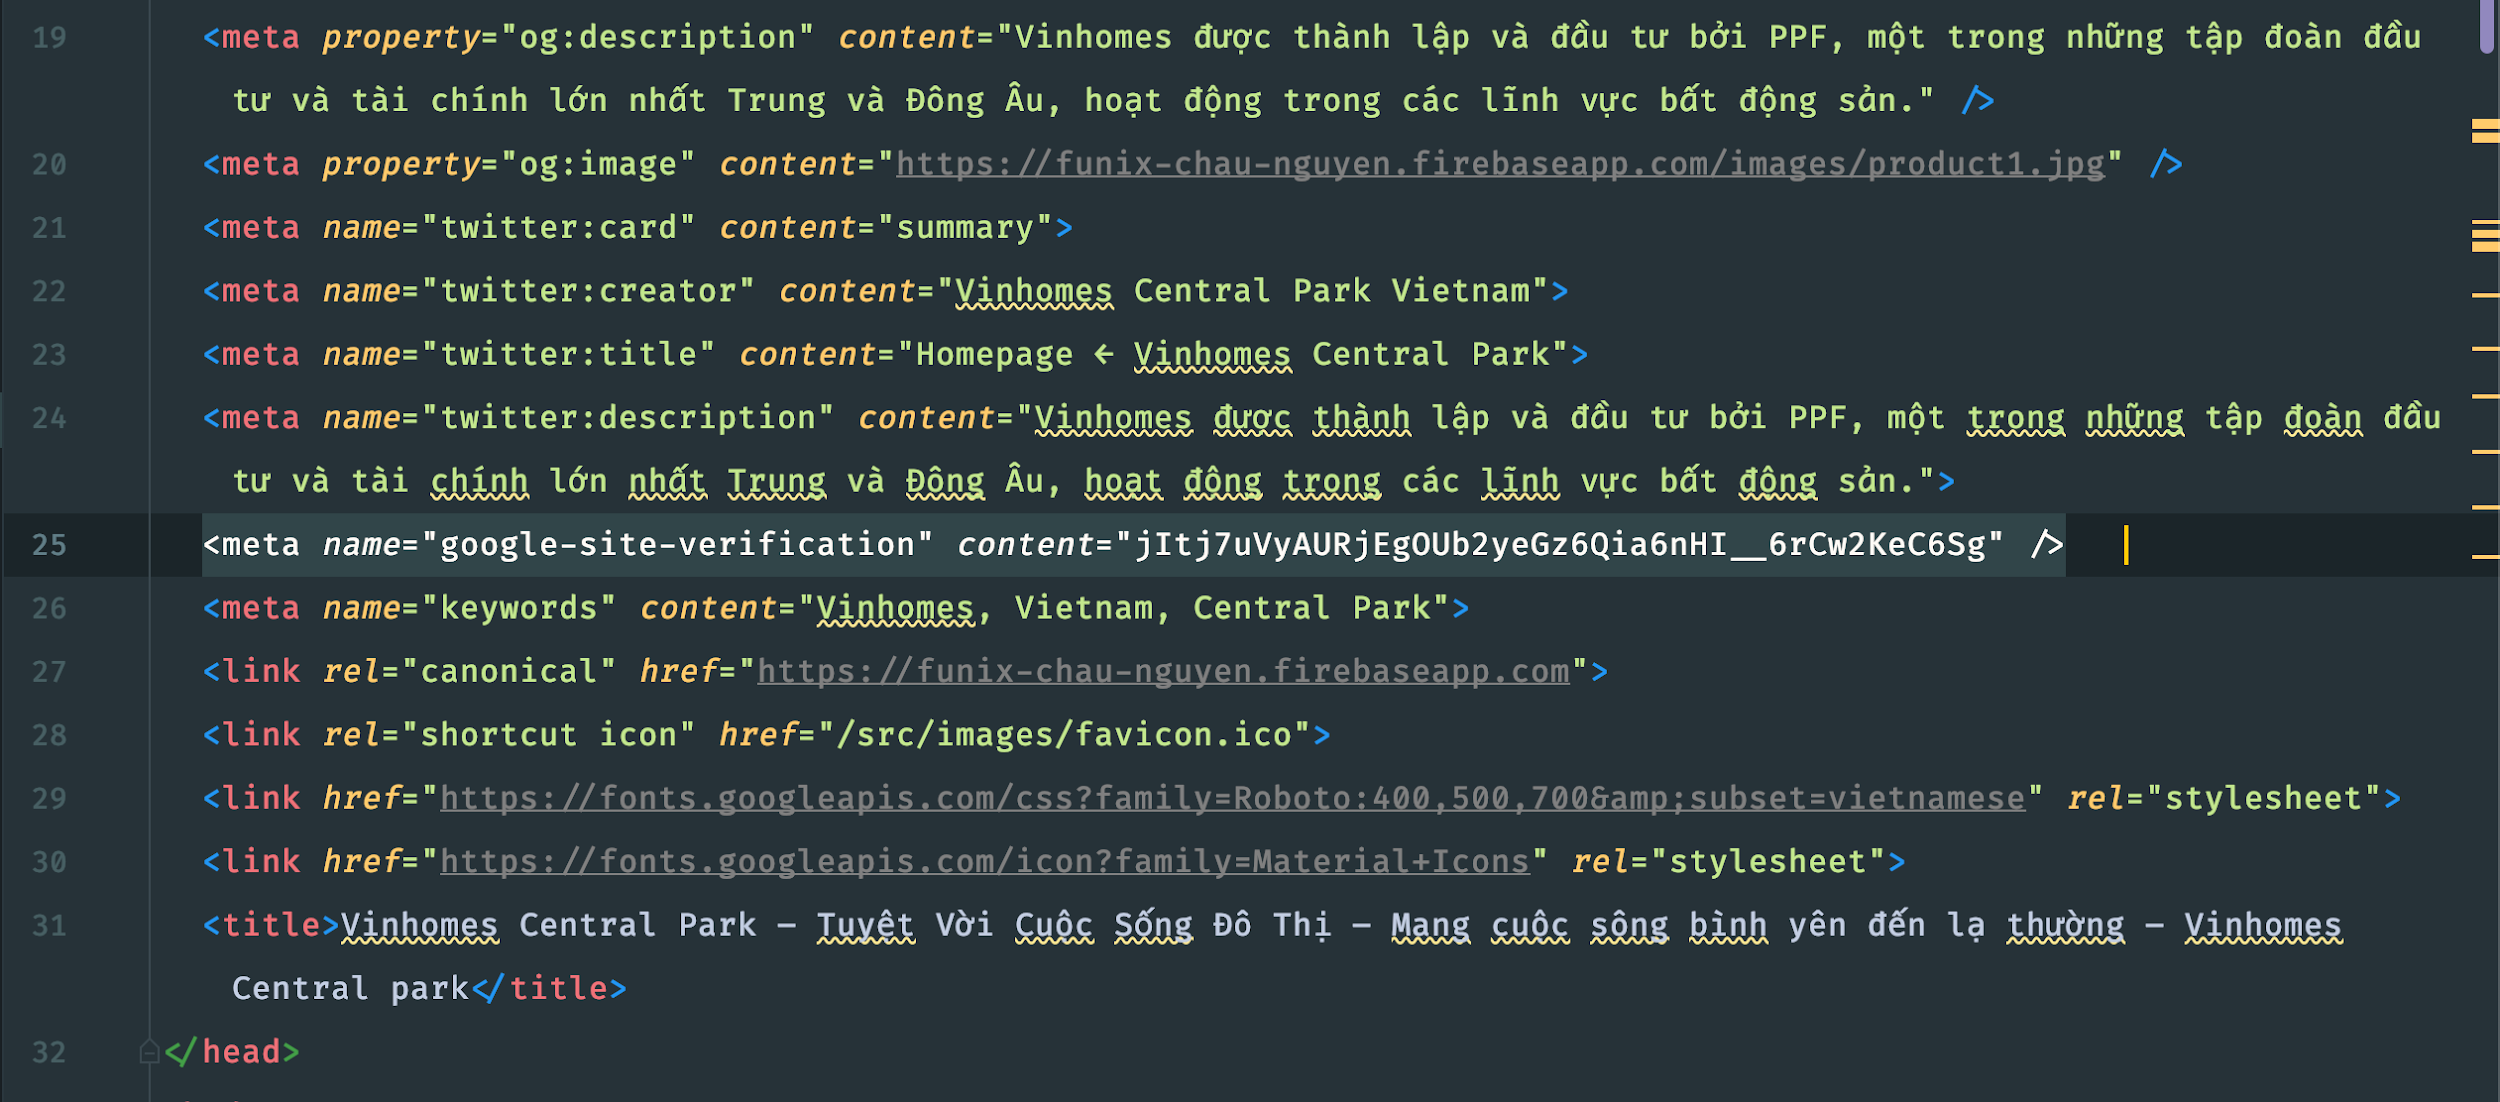 19 <meta property="og:description" content="Vinhomes được thành lập và đầu tư bởi PPF, một trong những tập đoàn đầu
tư và tài chính lớn nhất Trung và Đông Âu, hoạt động trong các lĩnh vực bất động sản." />
20 <meta property="og:image" content="https://funix-chau-nguyen.firebaseapp.com/images/product1.jpg" />
21 <meta name="twitter:card" content="summary">
22 <meta name="twitter:creator" content="Vinhomes Central Park Vietnam">
23 <meta name="twitter:title" content="Homepage ← Vinhomes Central Park">
24 <meta name="twitter:description" content="Vinhomes được thành lập và đầu tư bởi PPF, một trong những tập đoàn đầu
tư và tài chính lớn nhất Trung và Đông Âu, hoạt động trong các lĩnh vực bất động sản.">
25 <meta name="google-site-verification" content="jItj7uVyAURjEgOUb2yeGz6Qia6nHI__6rCw2KeC6Sg" />
26 <meta name="keywords" content="Vinhomes, Vietnam, Central Park">
27 <link rel="canonical" href="https://funix-chau-nguyen.firebaseapp.com">
28 <link rel="shortcut icon" href="/src/images/favicon.ico">
29 <link href="https://fonts.googleapis.com/css?family=Roboto:400,500,700&amp;subset=vietnamese" rel="stylesheet">
30 <link href="https://fonts.googleapis.com/icon?family=Material+Icons" rel="stylesheet">
31 <title>Vinhomes Central Park – Tuyệt Vời Cuộc Sống Đô Thị – Mang cuộc sông bình yên đến lạ thường – Vinhomes
Central park</title>
32 </head>